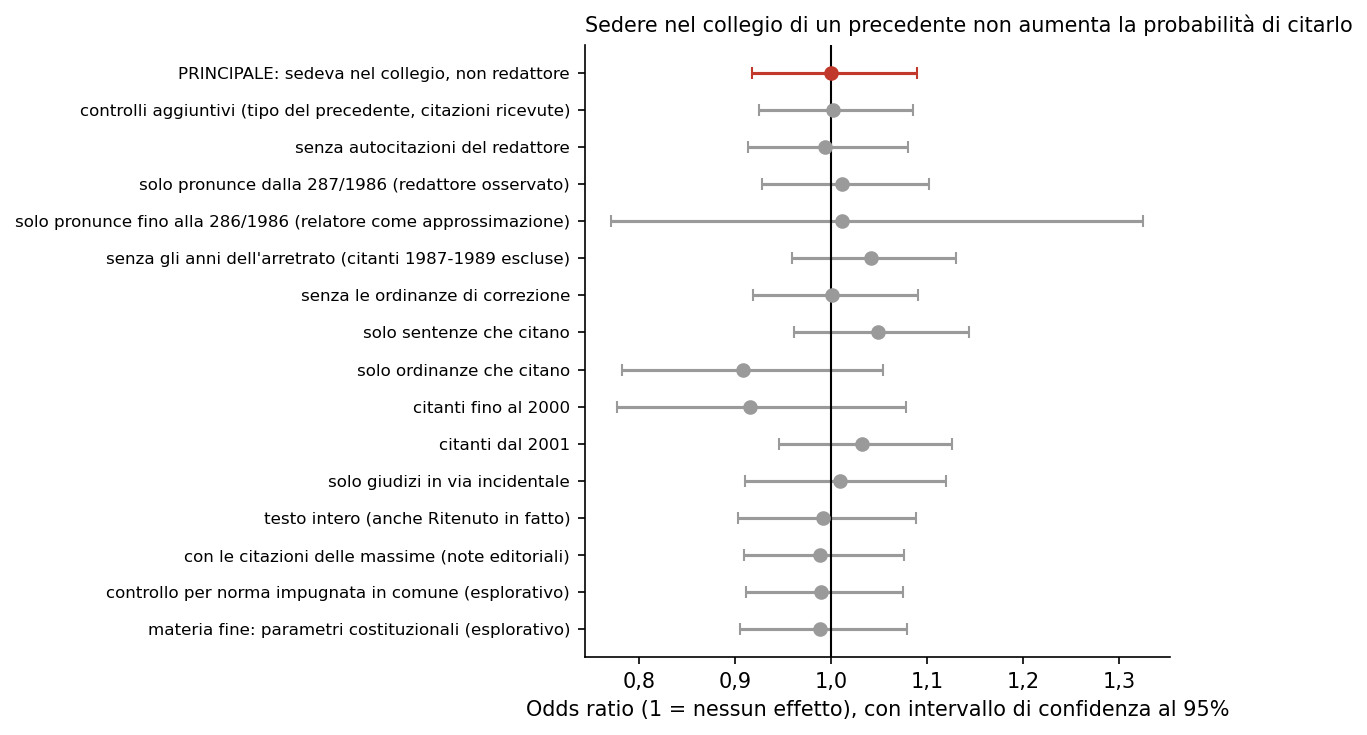 Sedere nel collegio di un precedente non aumenta la probabilità di citarlo
PRINCIPALE: sedeva nel collegio, non redattore
controlli aggiuntivi (tipo del precedente, citazioni ricevute)
senza autocitazioni del redattore
solo pronunce dalla 287/1986 (redattore osservato)
solo pronunce fino alla 286/1986 (relatore come approssimazione)
senza gli anni dell'arretrato (citanti 1987-1989 escluse)
senza le ordinanze di correzione
solo sentenze che citano
solo ordinanze che citano
citanti fino al 2000
citanti dal 2001
solo giudizi in via incidentale
testo intero (anche Ritenuto in fatto)
con le citazioni delle massime (note editoriali)
controllo per norma impugnata in comune (esplorativo)
materia fine: parametri costituzionali (esplorativo)
0,8 0,9 1,0 1,1 1,2 1,3
Odds ratio (1 = nessun effetto), con intervallo di confidenza al 95%